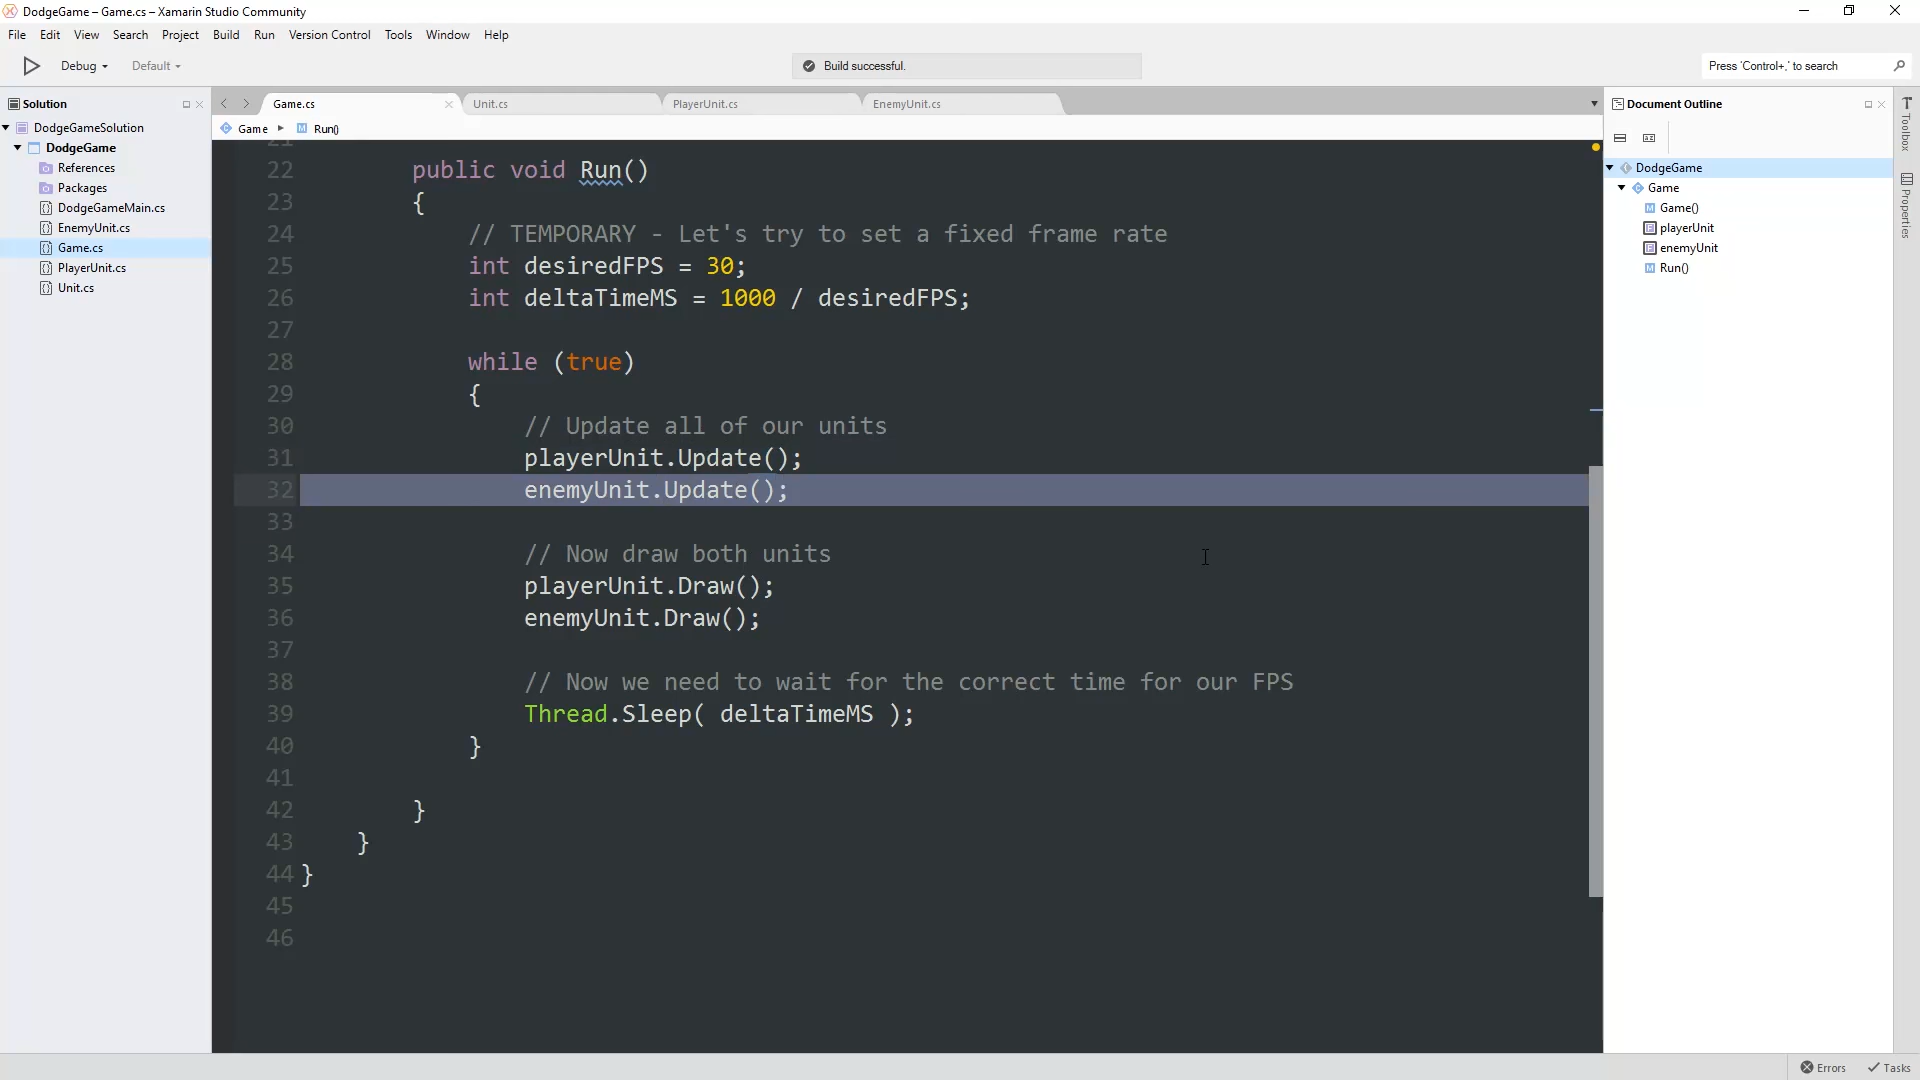 DodgeGame – Game.cs – Xamarin Studio Community
File Edit View Search Project Build Run Version Control Tools Window Help
Debug Default Build successful. Press 'Control+,' to search
Solution
DodgeGameSolution
DodgeGame
References
Packages
DodgeGameMain.cs
EnemyUnit.cs
Game.cs
PlayerUnit.cs
Unit.cs
Game.cs Unit.cs PlayerUnit.cs EnemyUnit.cs
Game Run()
21
22 public void Run()
23 {
24 // TEMPORARY - Let's try to set a fixed frame rate
25 int desiredFPS = 30;
26 int deltaTimeMS = 1000 / desiredFPS;
27
28 while (true)
29 {
30 // Update all of our units
31 playerUnit.Update();
32 enemyUnit.Update();
33
34 // Now draw both units
35 playerUnit.Draw();
36 enemyUnit.Draw();
37
38 // Now we need to wait for the correct time for our FPS
39 Thread.Sleep( deltaTimeMS );
40 }
41
42 }
43 }
44 }
45
46
Document Outline
DodgeGame
Game
Game()
playerUnit
enemyUnit
Run()
Toolbox
Properties
Errors Tasks